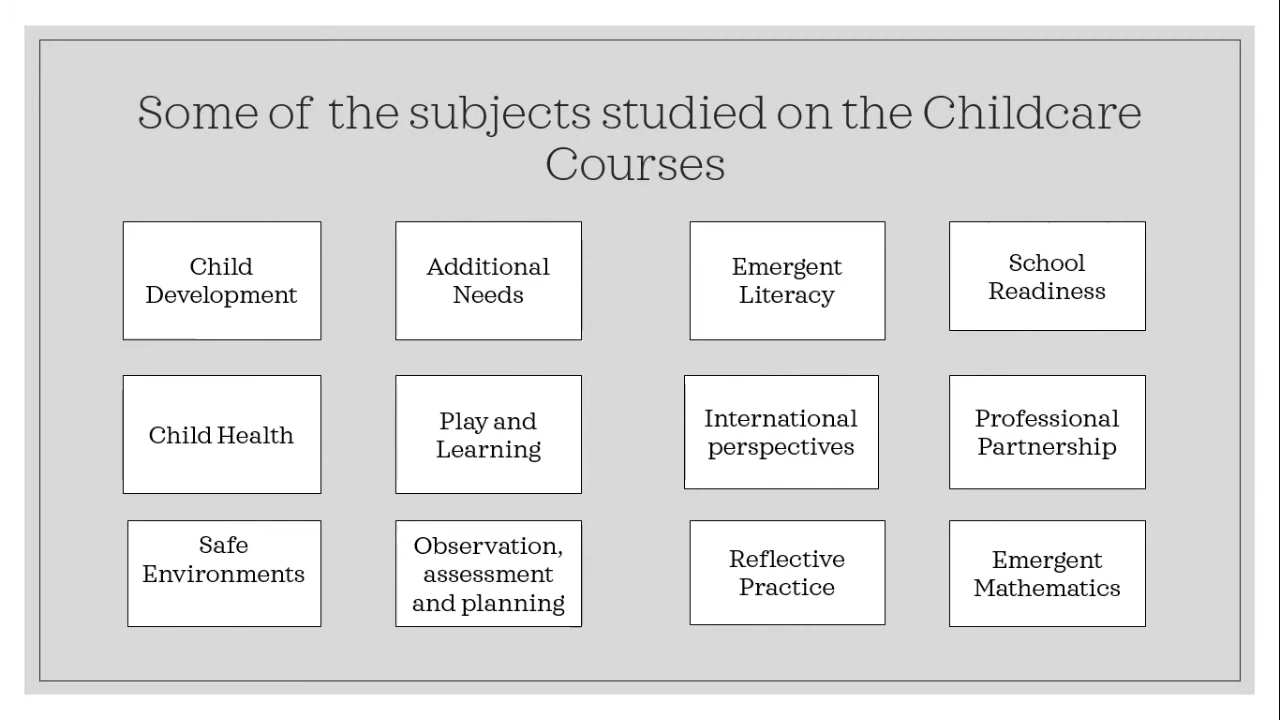 Some of the subjects studied on the Childcare
Courses
Child
Development
Additional
Needs
Emergent
Literacy
School
Readiness
Child Health
Play and
Learning
International
perspectives
Professional
Partnership
Safe
Environments
Observation,
assessment
and planning
Reflective
Practice
Emergent
Mathematics